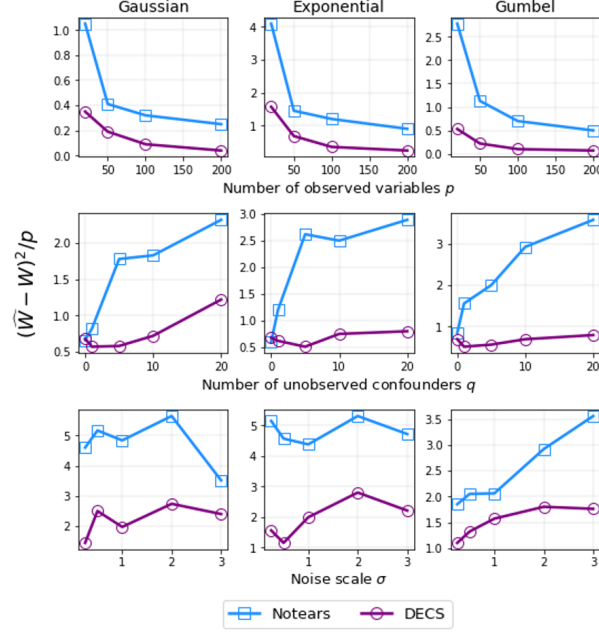 Gaussian Exponential Gumbel
1.0 4 2.5
0.8 3 2.0
0.6 1.5
0.4 2 1.0
0.2 1 0.5
0.0 0.0
50 100 150 200 50 100 150 200 50 100 150 200
Number of observed variables p
(Ŵ − W)²/p
3.0
2.0 2.5 3
1.5 2.0 2
1.0 1.5
1.0 1
0.5 0.5
0 10 20 0 10 20 0 10 20
Number of unobserved confounders q
5 5 3.5
4 4 3.0
3 3 2.5
2 2 2.0
1.5
1 1.0
1 2 3 1 2 3 1 2 3
Noise scale σ
Notears DECS